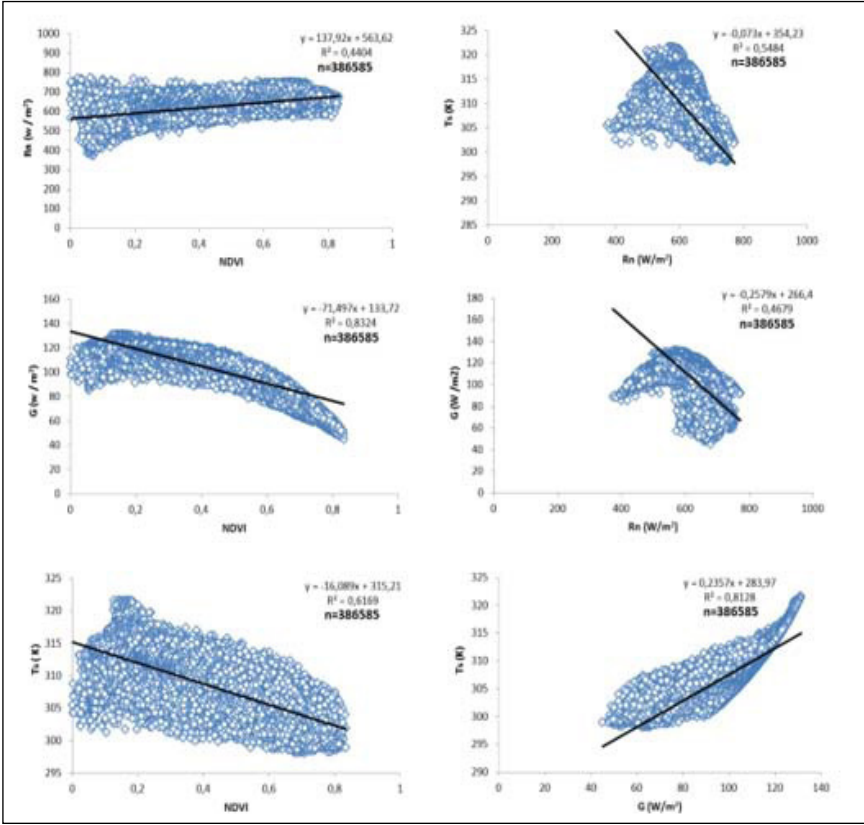 y = 137,92x + 563,62
R² = 0,4404
n=386585
1000
900
800
700
600
500
400
300
200
100
0
Rn (w / m²)
0 0,2 0,4 0,6 0,8 1
NDVI
y = -0,073x + 354,23
R² = 0,5484
n=386585
325
320
315
310
305
300
295
290
285
Ts (K)
0 200 400 600 800 1000
Rn (W/m²)
y = -71,497x + 133,72
R² = 0,8324
n=386585
160
140
120
100
80
60
40
20
0
G (w / m²)
0 0,2 0,4 0,6 0,8 1
NDVI
y = -0,2579x + 266,4
R² = 0,4679
n=386585
180
160
140
120
100
80
60
40
20
0
G (W /m2)
0 200 400 600 800 1000
Rn (W/m²)
y = -16,089x + 315,21
R² = 0,6169
n=386585
325
320
315
310
305
300
295
Ts ( K)
0 0,2 0,4 0,6 0,8 1
NDVI
y = 0,2357x + 283,97
R² = 0,8128
n=386585
325
320
315
310
305
300
295
290
Ts (K)
0 20 40 60 80 100 120 140
G (W/m²)